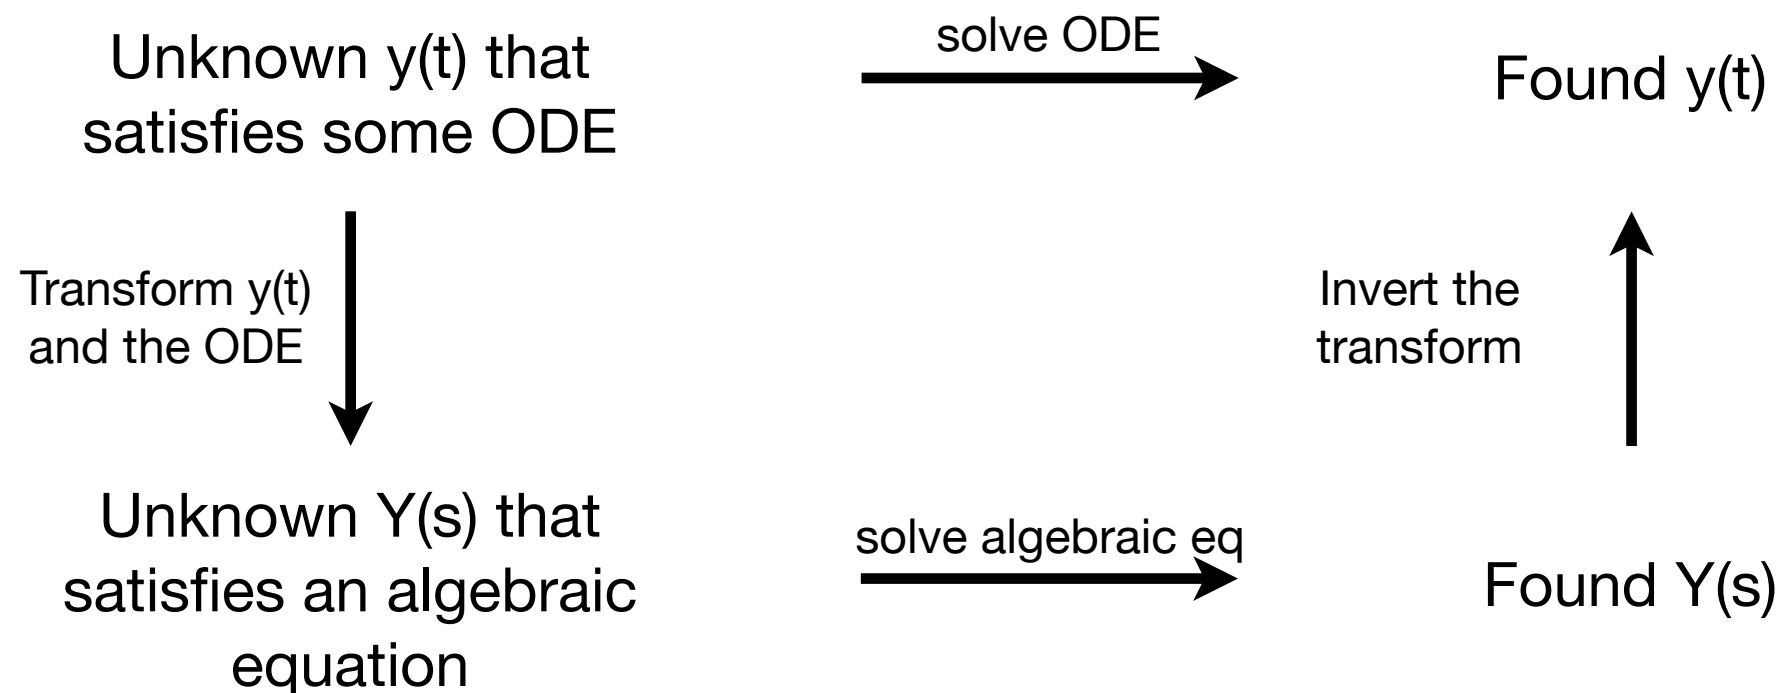 Unknown y(t) that
satisfies some ODE
solve ODE
Found y(t)
Transform y(t)
and the ODE
Invert the
transform
Unknown Y(s) that
satisfies an algebraic
equation
solve algebraic eq
Found Y(s)